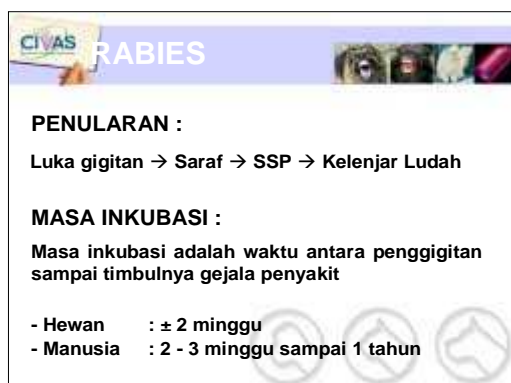 CIVAS
RABIES
PENULARAN :
Luka gigitan → Saraf → SSP → Kelenjar Ludah
MASA INKUBASI :
Masa inkubasi adalah waktu antara penggigitan
sampai timbulnya gejala penyakit
- Hewan : ± 2 minggu
- Manusia : 2 - 3 minggu sampai 1 tahun